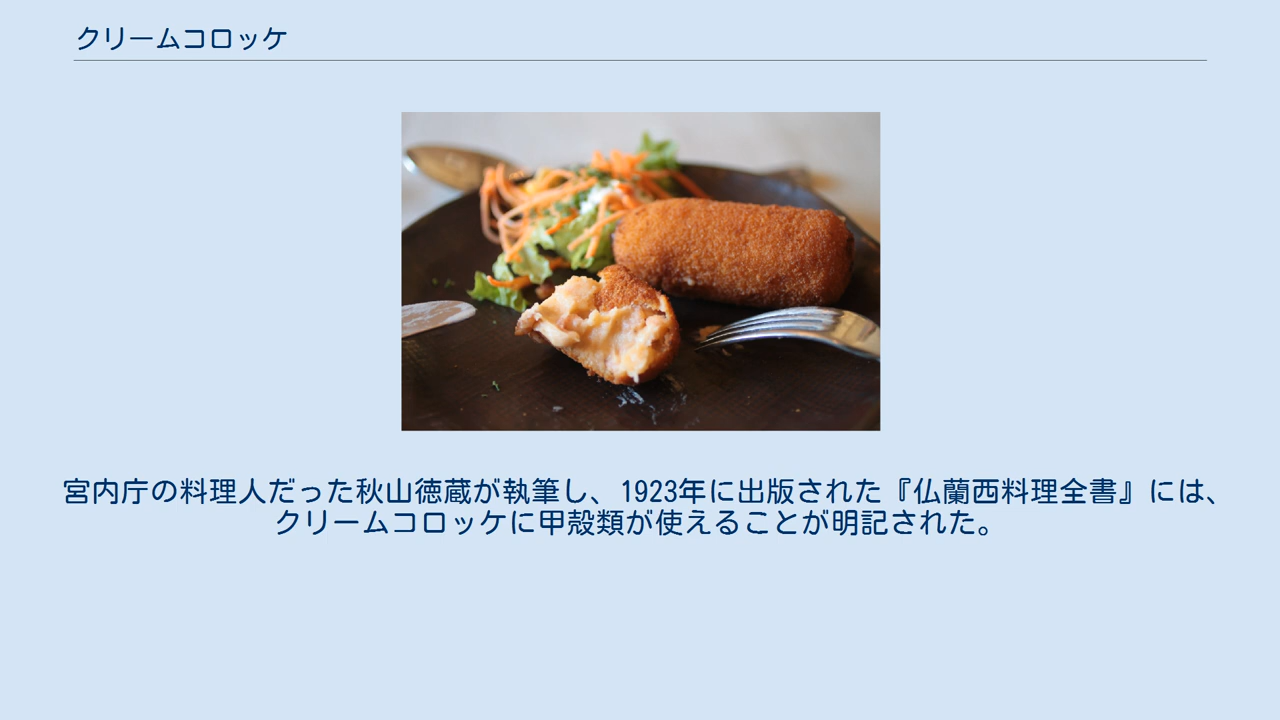 クリームコロッケ
宮内庁の料理人だった秋山徳蔵が執筆し、1923年に出版された『仏蘭西料理全書』には、
クリームコロッケに甲殻類が使えることが明記された。